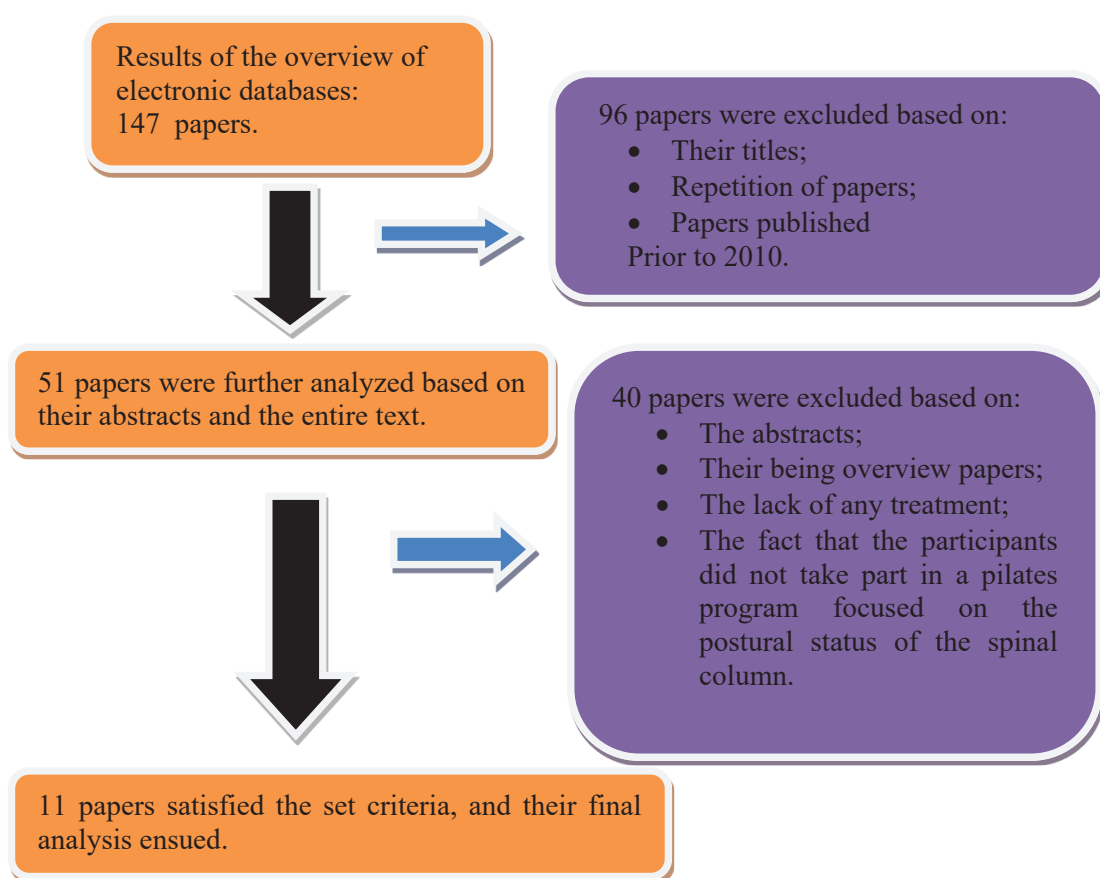 Results of the overview of
electronic databases:
147 papers.
96 papers were excluded based on:
• Their titles;
• Repetition of papers;
• Papers published
Prior to 2010.
51 papers were further analyzed based on
their abstracts and the entire text.
40 papers were excluded based on:
• The abstracts;
• Their being overview papers;
• The lack of any treatment;
• The fact that the participants
did not take part in a pilates
program focused on the
postural status of the spinal
column.
11 papers satisfied the set criteria, and their final
analysis ensued.